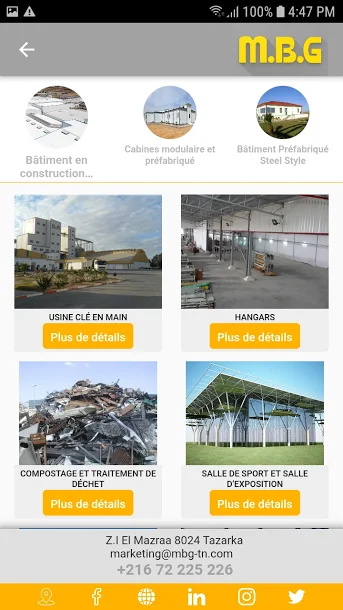 100% 4:47 PM
M.B.G
Bâtiment en
construction...
Cabines modulaire et
préfabriqué
Bâtiment Préfabriqué
Steel Style
USINE CLÉ EN MAIN
Plus de détails
HANGARS
Plus de détails
COMPOSTAGE ET TRAITEMENT DE
DÉCHET
Plus de détails
SALLE DE SPORT ET SALLE
D'EXPOSITION
Plus de détails
Z.I El Mazraa 8024 Tazarka
marketing@mbg-tn.com
+216 72 225 226